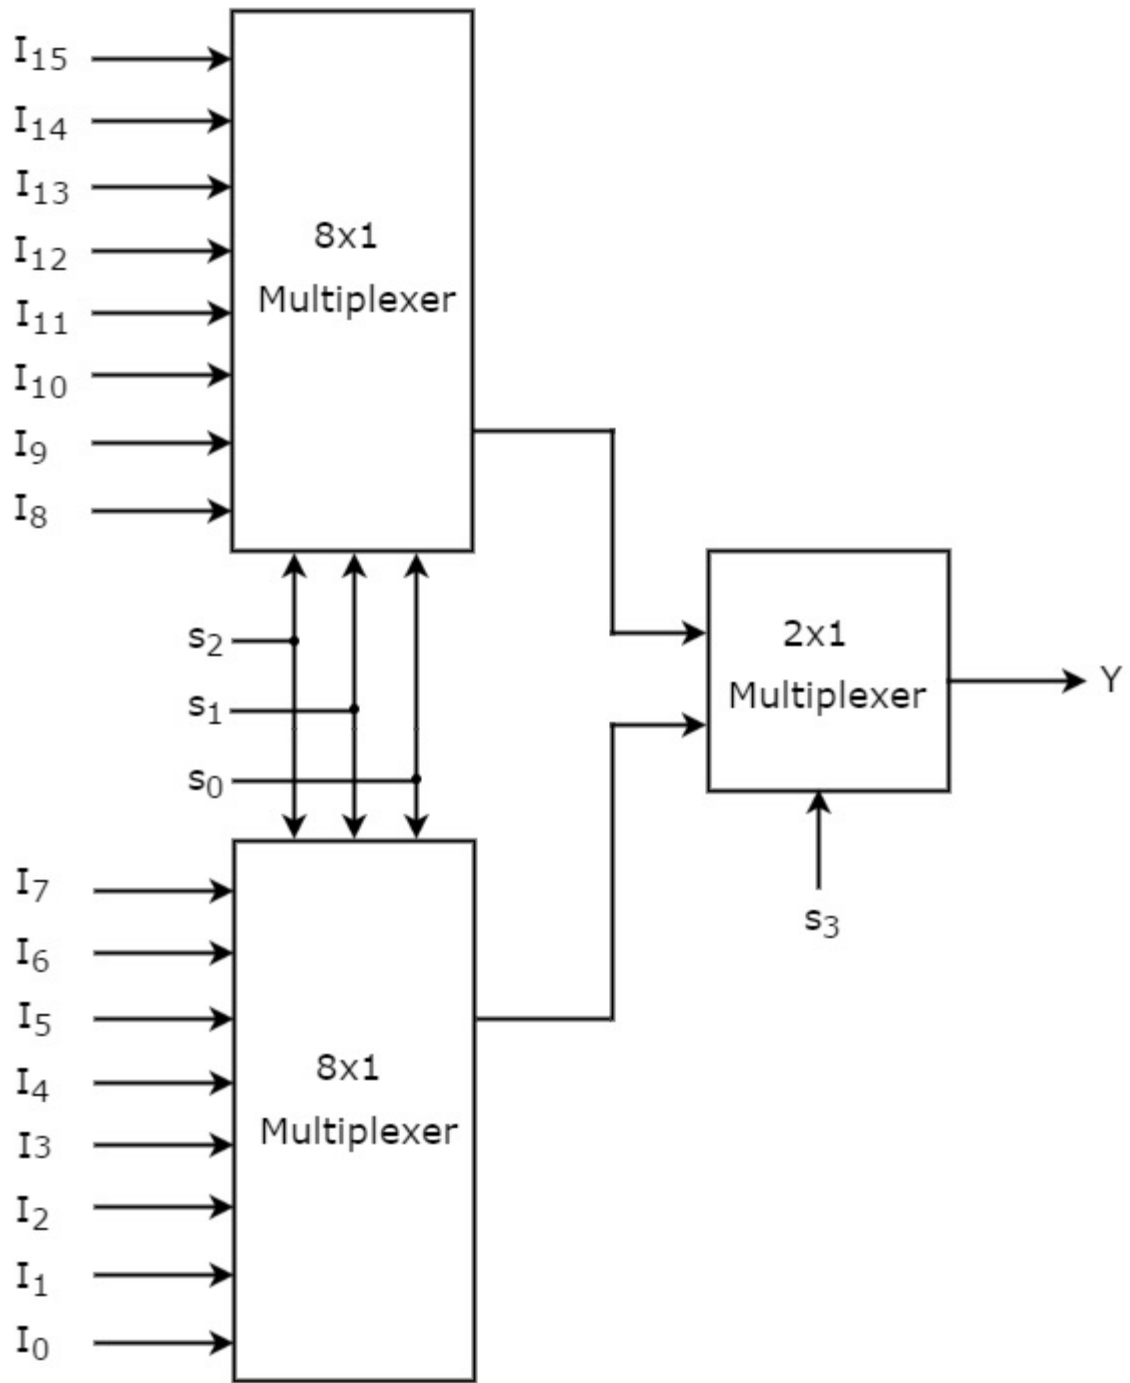 I₁₅
I₁₄
I₁₃
I₁₂
8x1
Multiplexer
I₁₁
I₁₀
I₉
I₈
s₂
s₁
s₀
2x1
Multiplexer
Y
s₃
I₇
I₆
I₅
I₄
8x1
Multiplexer
I₃
I₂
I₁
I₀